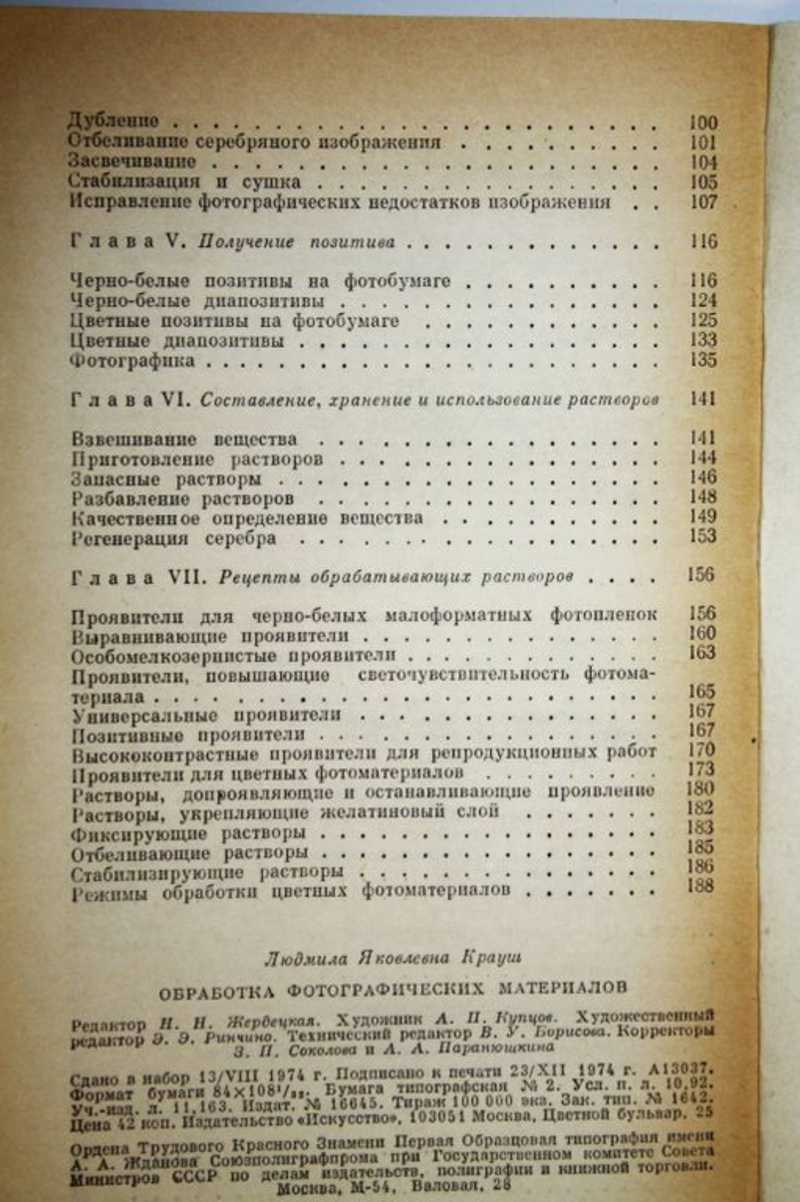 Дубление . . . . . . . . . . . . . . . . . . . . . . . . 100
Отбеливание серебряного изображения . . . . . . . . . . 101
Засвечивание . . . . . . . . . . . . . . . . . . . . . . 104
Стабилизация и сушка . . . . . . . . . . . . . . . . . . 105
Исправление фотографических недостатков изображения . . 107
Глава V. Получение позитива . . . . . . . . . . . . . 116
Черно-белые позитивы на фотобумаге . . . . . . . . . . 116
Черно-белые диапозитивы . . . . . . . . . . . . . . . . 124
Цветные позитивы на фотобумаге . . . . . . . . . . . . 125
Цветные диапозитивы . . . . . . . . . . . . . . . . . . 133
Фотографика . . . . . . . . . . . . . . . . . . . . . . 135
Глава VI. Составление, хранение и использование растворов 141
Взвешивание вещества . . . . . . . . . . . . . . . . . 141
Приготовление растворов . . . . . . . . . . . . . . . . 144
Запасные растворы . . . . . . . . . . . . . . . . . . . 146
Разбавление растворов . . . . . . . . . . . . . . . . . 148
Качественное определение вещества . . . . . . . . . . . 149
Регенерация серебра . . . . . . . . . . . . . . . . . . 153
Глава VII. Рецепты обрабатывающих растворов . . . . 156
Проявители для черно-белых малоформатных фотопленок 156
Выравнивающие проявители . . . . . . . . . . . . . . . 160
Особомелкозернистые проявители . . . . . . . . . . . . . 163
Проявители, повышающие светочувствительность фотома-
териала . . . . . . . . . . . . . . . . . . . . . . . . 165
Универсальные проявители . . . . . . . . . . . . . . . 167
Позитивные проявители . . . . . . . . . . . . . . . . . 167
Высококонтрастные проявители для репродукционных работ 170
Проявители для цветных фотоматериалов . . . . . . . . . 173
Растворы, допроявляющие и останавливающие проявление 180
Растворы, укрепляющие желатиновый слой . . . . . . . 182
Фиксирующие растворы . . . . . . . . . . . . . . . . . 183
Отбеливающие растворы . . . . . . . . . . . . . . . . . 185
Стабилизирующие растворы . . . . . . . . . . . . . . . 186
Режимы обработки цветных фотоматериалов . . . . . . . 188
Людмила Яковлевна Крауш
ОБРАБОТКА ФОТОГРАФИЧЕСКИХ МАТЕРИАЛОВ
Редактор Н. Н. Жердецкая. Художник А. П. Купцов. Художественный
редактор Э. Э. Ринчино. Технический редактор В. У. Борисова. Корректоры
З. П. Соколова и А. А. Паранюшкина
Сдано в набор 13/VIII 1974 г. Подписано к печати 23/XII 1974 г. А13037.
Формат бумаги 84×108¹/₃₂. Бумага типографская № 2. Усл. п. л. 10,92.
Уч.-изд. л. 11,163. Издат. № 16645. Тираж 100 000 экз. Зак. тип. № 1642.
Цена 42 коп. Издательство «Искусство», 103051 Москва, Цветной бульвар, 25
Ордена Трудового Красного Знамени Первая Образцовая типография имени
А. А. Жданова Союзполиграфпрома при Государственном комитете Совета
Министров СССР по делам издательств, полиграфии и книжной торговли.
Москва, М-54, Валовая, 28